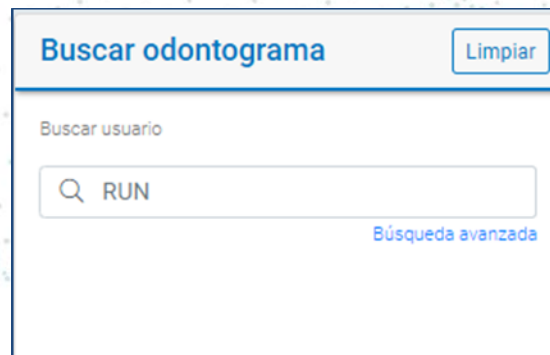 Buscar odontograma
Limpiar
Buscar usuario
RUN
Búsqueda avanzada